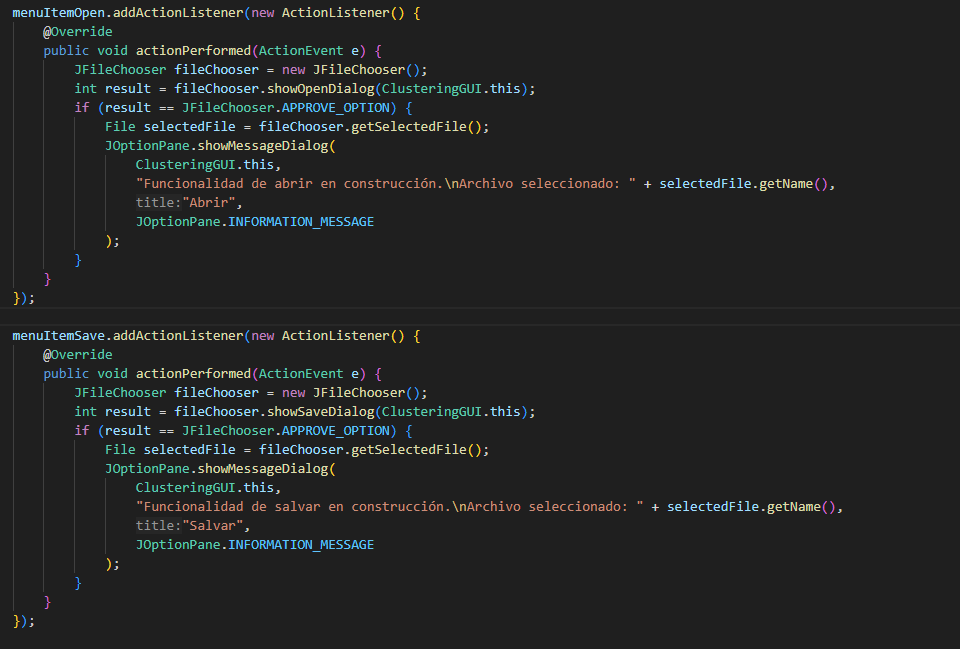 menuItemOpen.addActionListener(new ActionListener() {
@Override
public void actionPerformed(ActionEvent e) {
JFileChooser fileChooser = new JFileChooser();
int result = fileChooser.showOpenDialog(ClusteringGUI.this);
if (result == JFileChooser.APPROVE_OPTION) {
File selectedFile = fileChooser.getSelectedFile();
JOptionPane.showMessageDialog(
ClusteringGUI.this,
"Funcionalidad de abrir en construcción.\nArchivo seleccionado: " + selectedFile.getName(),
title:"Abrir",
JOptionPane.INFORMATION_MESSAGE
);
}
}
});
menuItemSave.addActionListener(new ActionListener() {
@Override
public void actionPerformed(ActionEvent e) {
JFileChooser fileChooser = new JFileChooser();
int result = fileChooser.showSaveDialog(ClusteringGUI.this);
if (result == JFileChooser.APPROVE_OPTION) {
File selectedFile = fileChooser.getSelectedFile();
JOptionPane.showMessageDialog(
ClusteringGUI.this,
"Funcionalidad de salvar en construcción.\nArchivo seleccionado: " + selectedFile.getName(),
title:"Salvar",
JOptionPane.INFORMATION_MESSAGE
);
}
}
});